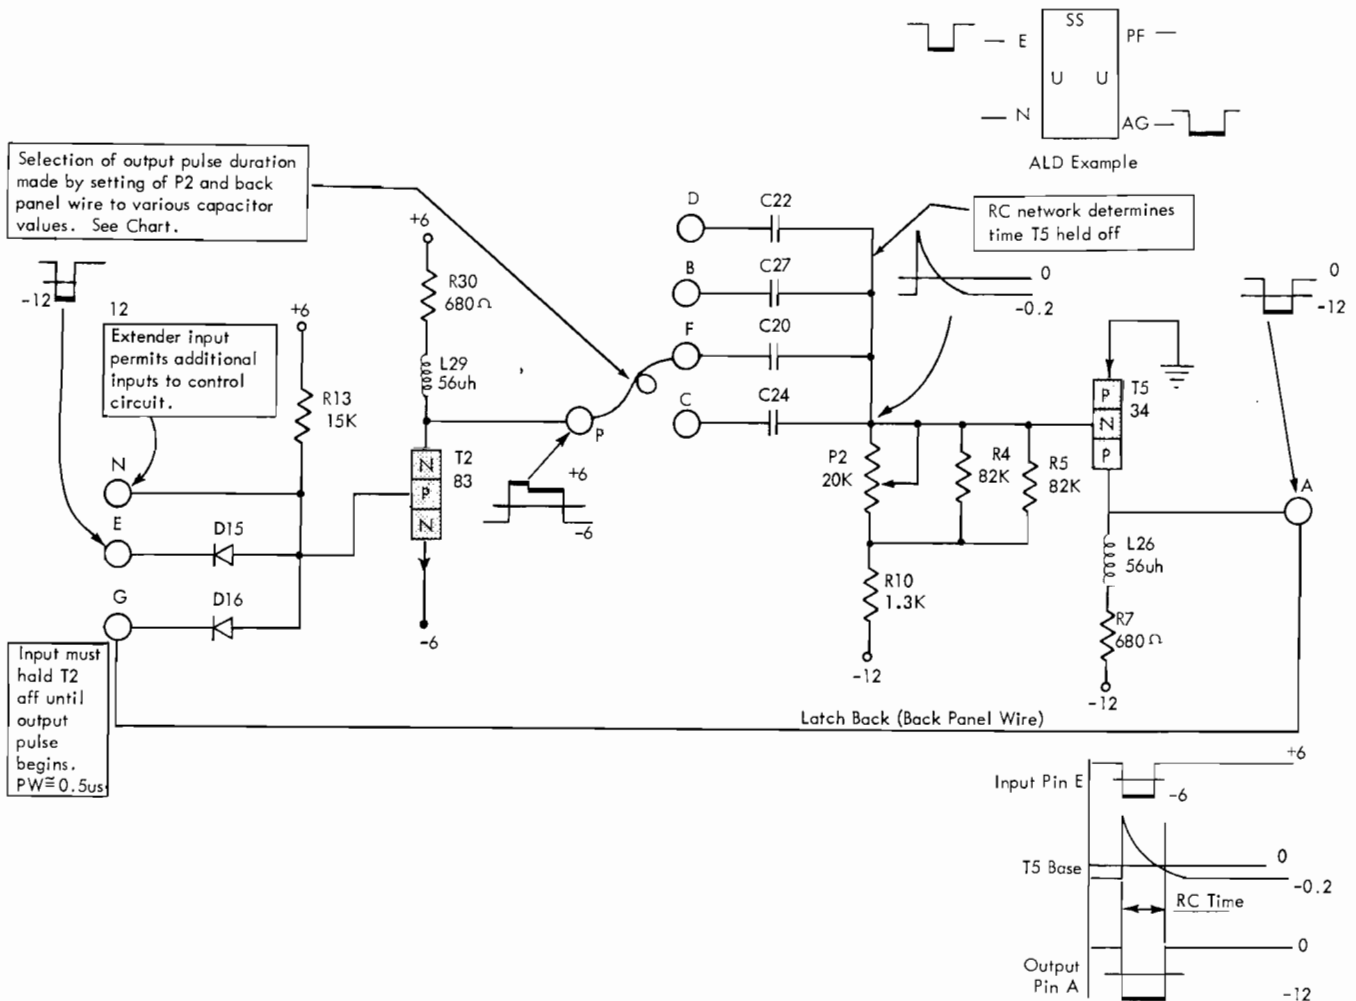 SS
E
PF
U U
N
AG
ALD Example
Selection of output pulse duration
made by setting of P2 and back
panel wire to various capacitor
values. See Chart.
-12
12
Extender input
permits additional
inputs to control
circuit.
+6
R13
15K
N
E
D15
G
D16
Input must
hald T2
aff until
output
pulse
begins.
PW≅0.5us
+6
R30
680Ω
L29
56uh
T2
83
-6
P
+6
-6
D
C22
B
C27
F
C20
C
C24
RC network determines
time T5 held off
0
-0.2
P2
20K
R4
82K
R5
82K
R10
1.3K
-12
P
N
P
T5
34
N
P
N
L26
56uh
R7
680Ω
-12
0
-12
A
Latch Back (Back Panel Wire)
Input Pin E
+6
-6
T5 Base
0
-0.2
RC Time
Output
Pin A
0
-12